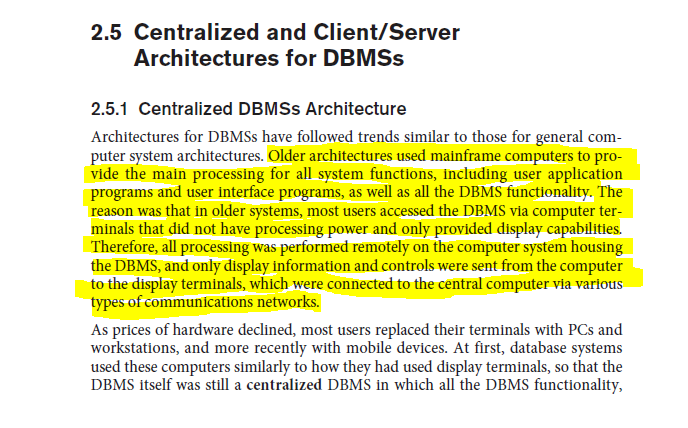 2.5 Centralized and Client/Server
Architectures for DBMSs
2.5.1 Centralized DBMSs Architecture
Architectures for DBMSs have followed trends similar to those for general com-
puter system architectures. Older architectures used mainframe computers to pro-
vide the main processing for all system functions, including user application
programs and user interface programs, as well as all the DBMS functionality. The
reason was that in older systems, most users accessed the DBMS via computer ter-
minals that did not have processing power and only provided display capabilities.
Therefore, all processing was performed remotely on the computer system housing
the DBMS, and only display information and controls were sent from the computer
to the display terminals, which were connected to the central computer via various
types of communications networks.
As prices of hardware declined, most users replaced their terminals with PCs and
workstations, and more recently with mobile devices. At first, database systems
used these computers similarly to how they had used display terminals, so that the
DBMS itself was still a centralized DBMS in which all the DBMS functionality,